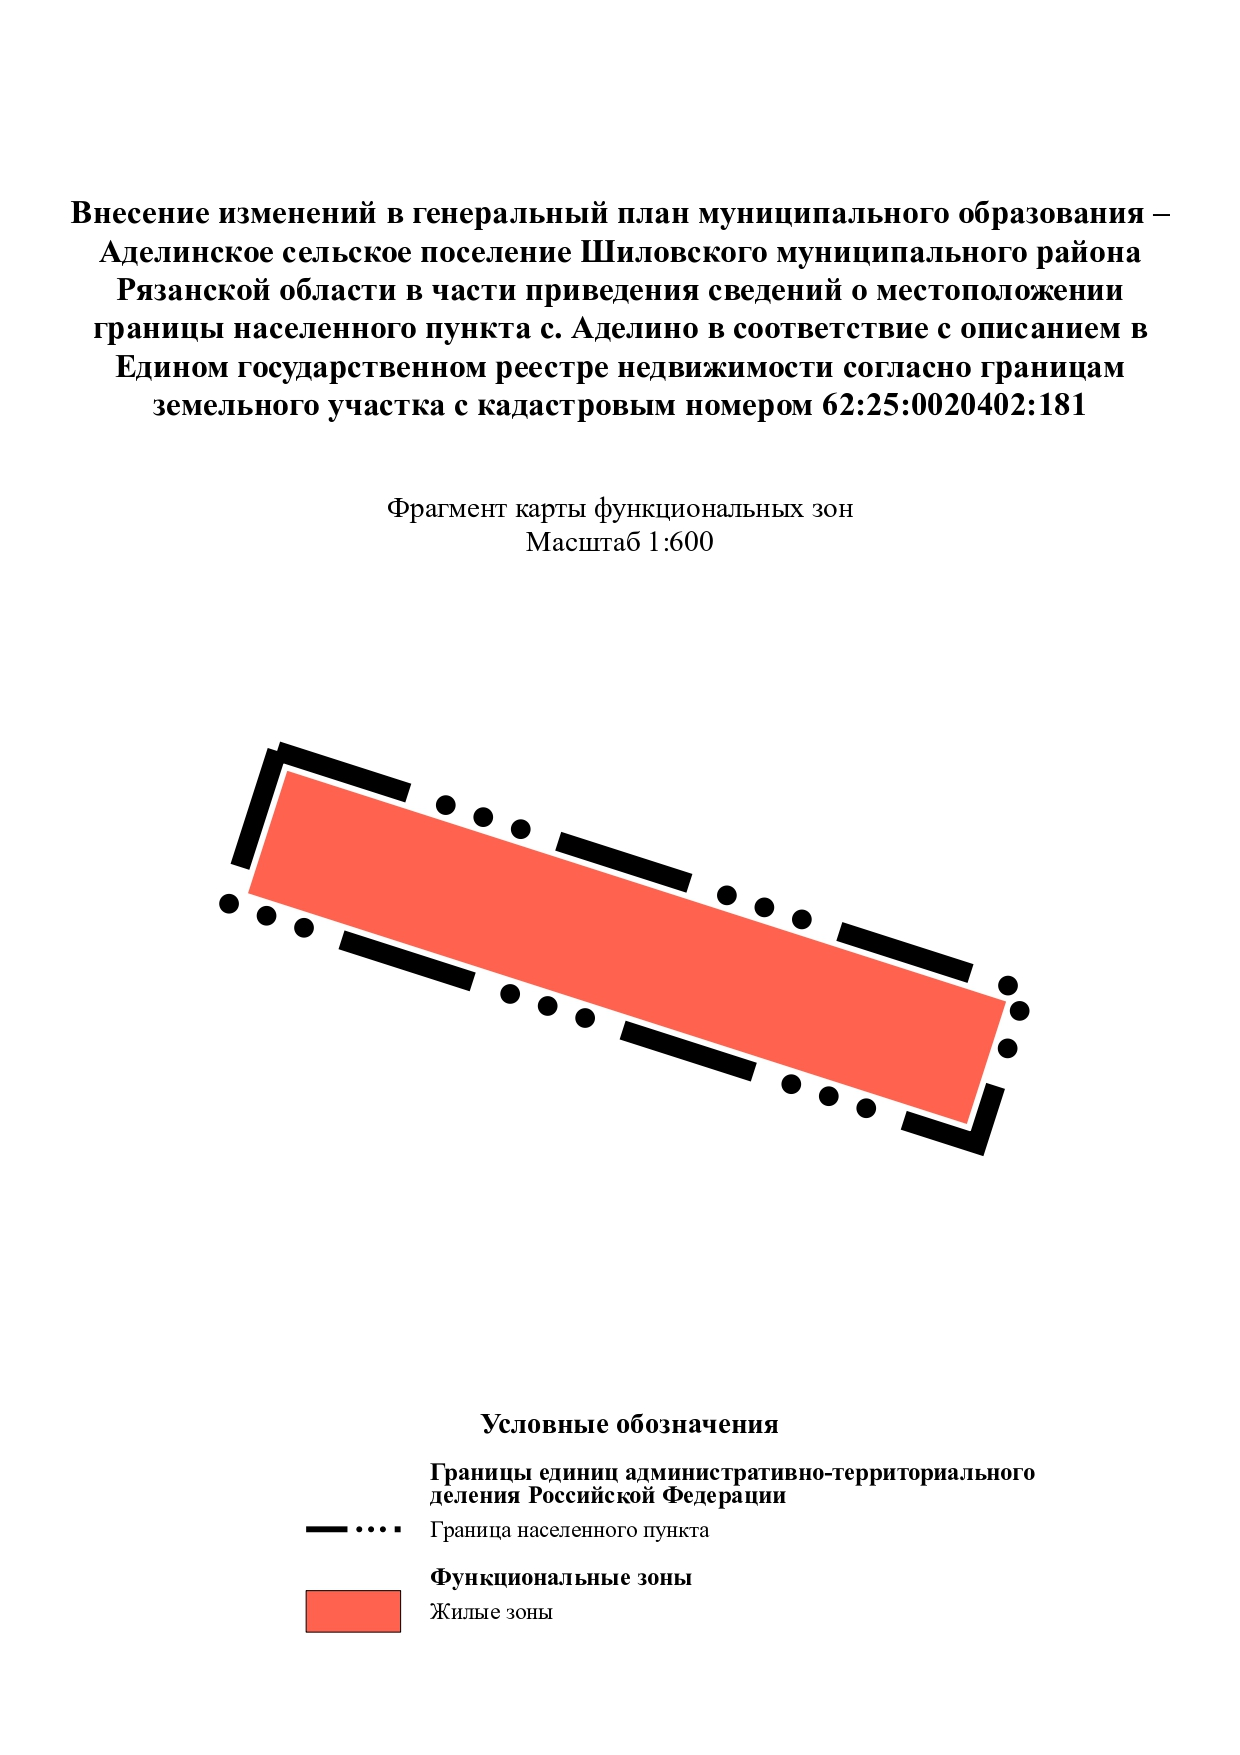 Внесение изменений в генеральный план муниципального образования –
Аделинское сельское поселение Шиловского муниципального района
Рязанской области в части приведения сведений о местоположении
границы населенного пункта с. Аделино в соответствие с описанием в
Едином государственном реестре недвижимости согласно границам
земельного участка с кадастровым номером 62:25:0020402:181
Фрагмент карты функциональных зон
Масштаб 1:600
Условные обозначения
Границы единиц административно-территориального
деления Российской Федерации
Граница населенного пункта
Функциональные зоны
Жилые зоны